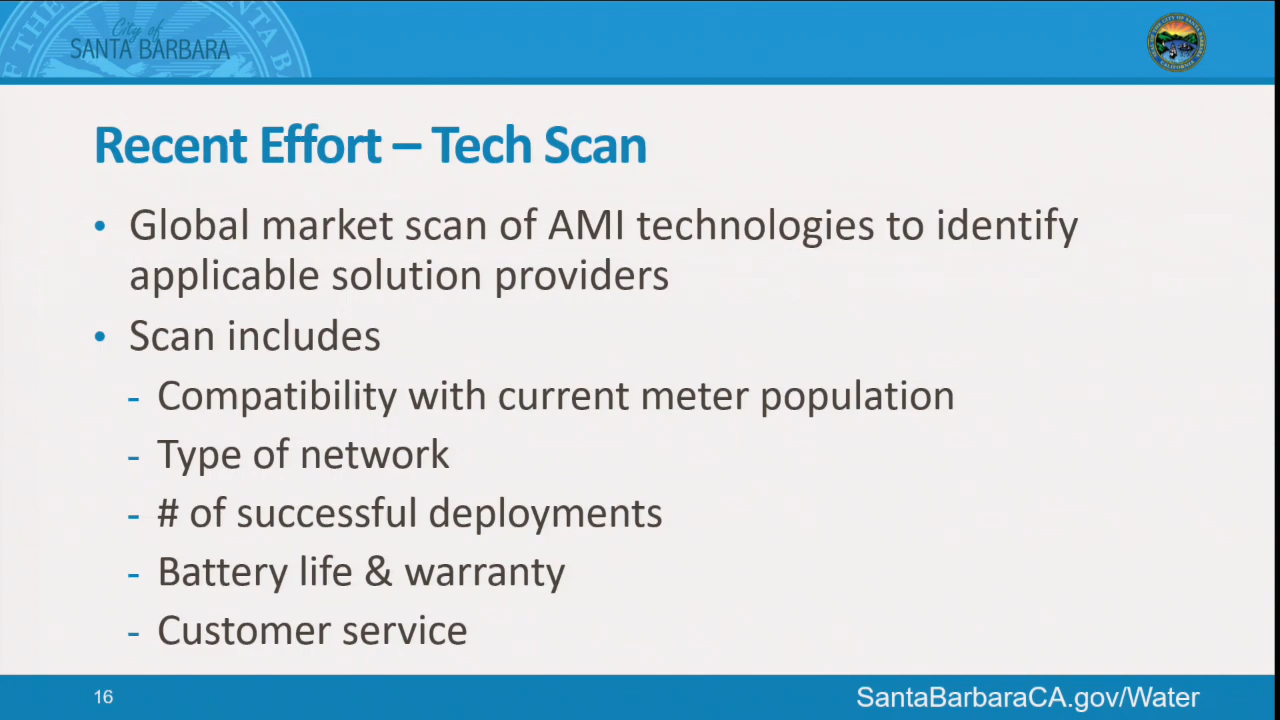 City of
SANTA BARBARA
Recent Effort – Tech Scan
• Global market scan of AMI technologies to identify
applicable solution providers
• Scan includes
- Compatibility with current meter population
- Type of network
- # of successful deployments
- Battery life & warranty
- Customer service
16
SantaBarbaraCA.gov/Water